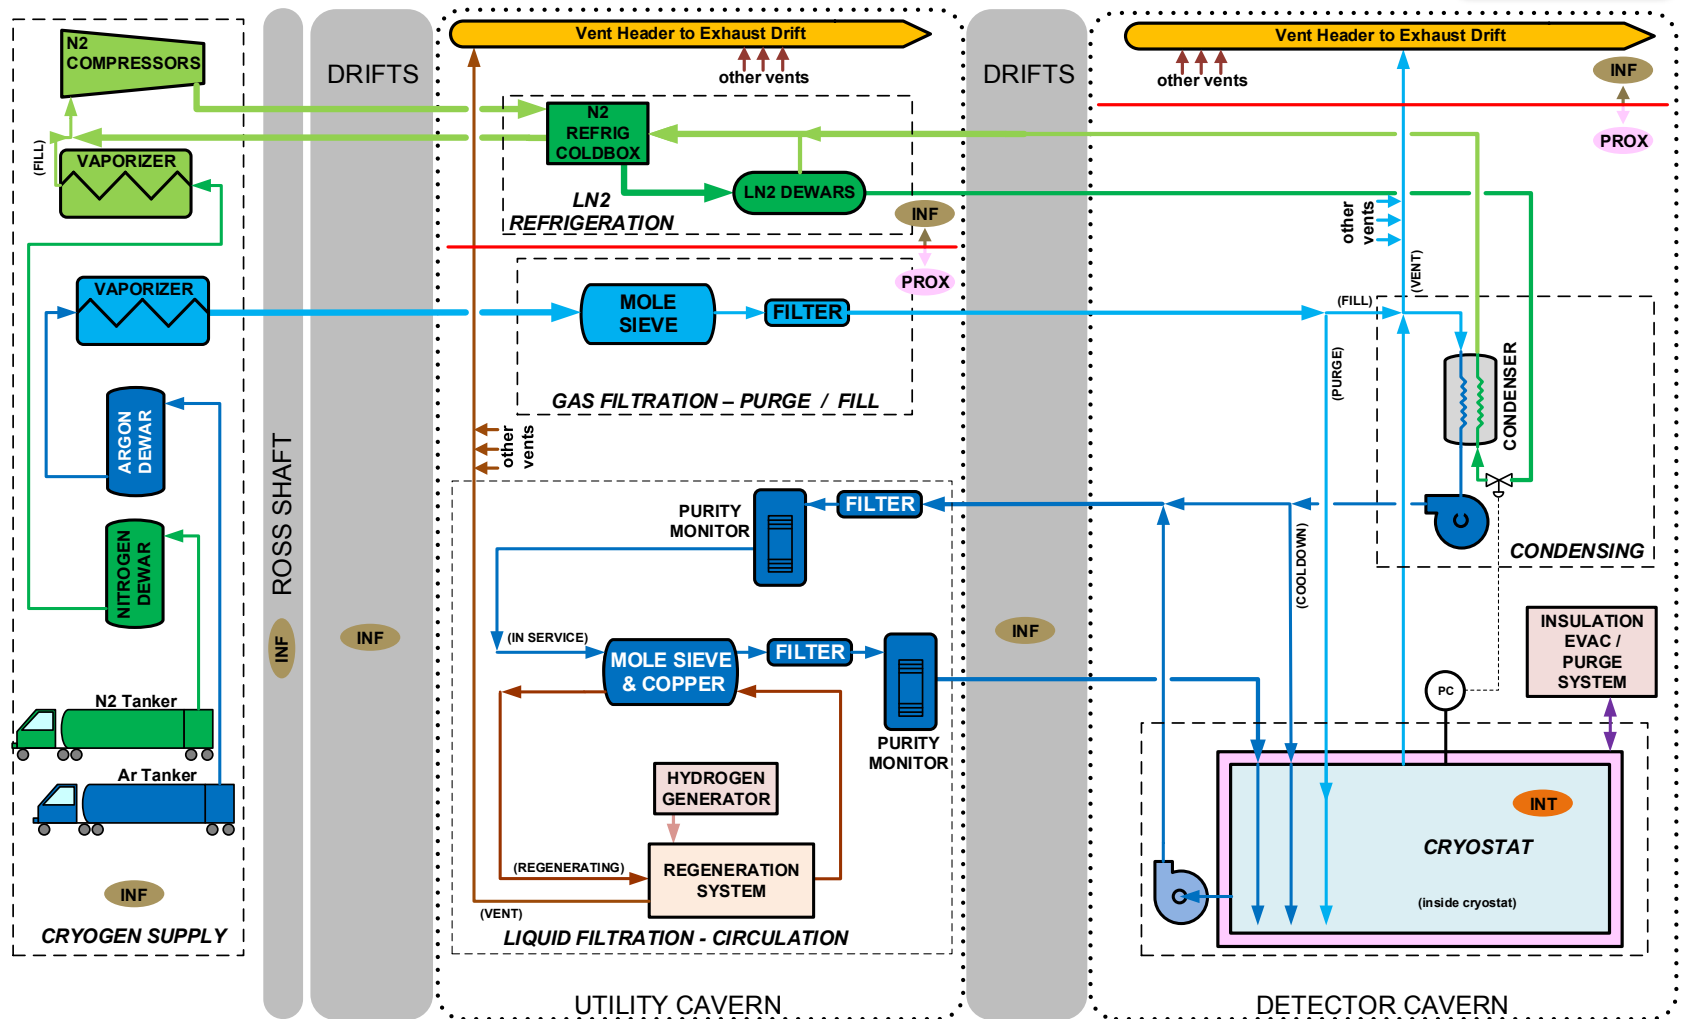 N2
COMPRESSORS
(FILL)
VAPORIZER
VAPORIZER
ARGON
DEWAR
NITROGEN
DEWAR
N2 Tanker
Ar Tanker
INF
CRYOGEN SUPPLY
ROSS SHAFT
INF
DRIFTS
INF
Vent Header to Exhaust Drift
other vents
N2
REFRIG
COLDBOX
LN2 DEWARS
LN2
REFRIGERATION
INF
PROX
MOLE
SIEVE
FILTER
GAS FILTRATION – PURGE / FILL
other
vents
PURITY
MONITOR
FILTER
(IN SERVICE)
MOLE SIEVE
& COPPER
FILTER
PURITY
MONITOR
HYDROGEN
GENERATOR
(REGENERATING)
REGENERATION
SYSTEM
(VENT)
LIQUID FILTRATION - CIRCULATION
UTILITY CAVERN
DRIFTS
INF
Vent Header to Exhaust Drift
other vents
INF
PROX
other
vents
(VENT)
(FILL)
(PURGE)
CONDENSER
CONDENSING
(COOLDOWN)
INSULATION
EVAC /
PURGE
SYSTEM
PC
INT
CRYOSTAT
(inside cryostat)
DETECTOR CAVERN